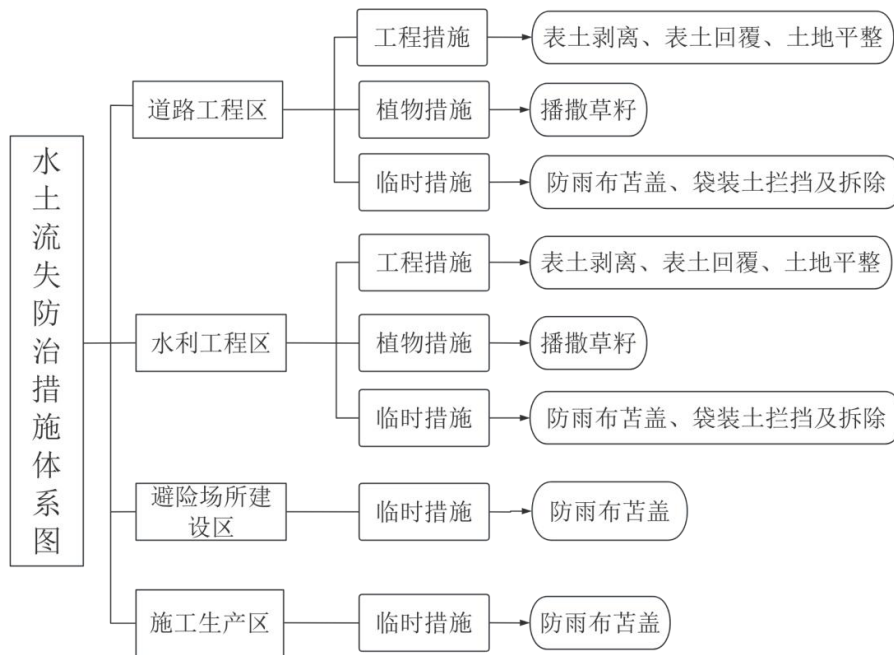 水土流失防治措施体系图
道路工程区
工程措施
表土剥离、表土回覆、土地平整
植物措施
播撒草籽
临时措施
防雨布苫盖、袋装土拦挡及拆除
水利工程区
工程措施
表土剥离、表土回覆、土地平整
植物措施
播撒草籽
临时措施
防雨布苫盖、袋装土拦挡及拆除
避险场所建
设区
临时措施
防雨布苫盖
施工生产区
临时措施
防雨布苫盖